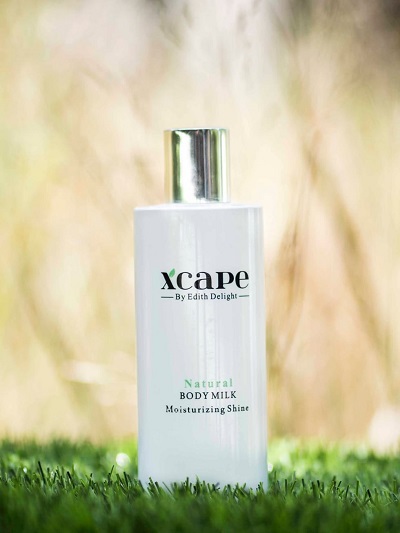 xcape
By Edith Delight
Natural
BODY MILK
Moisturizing Shine